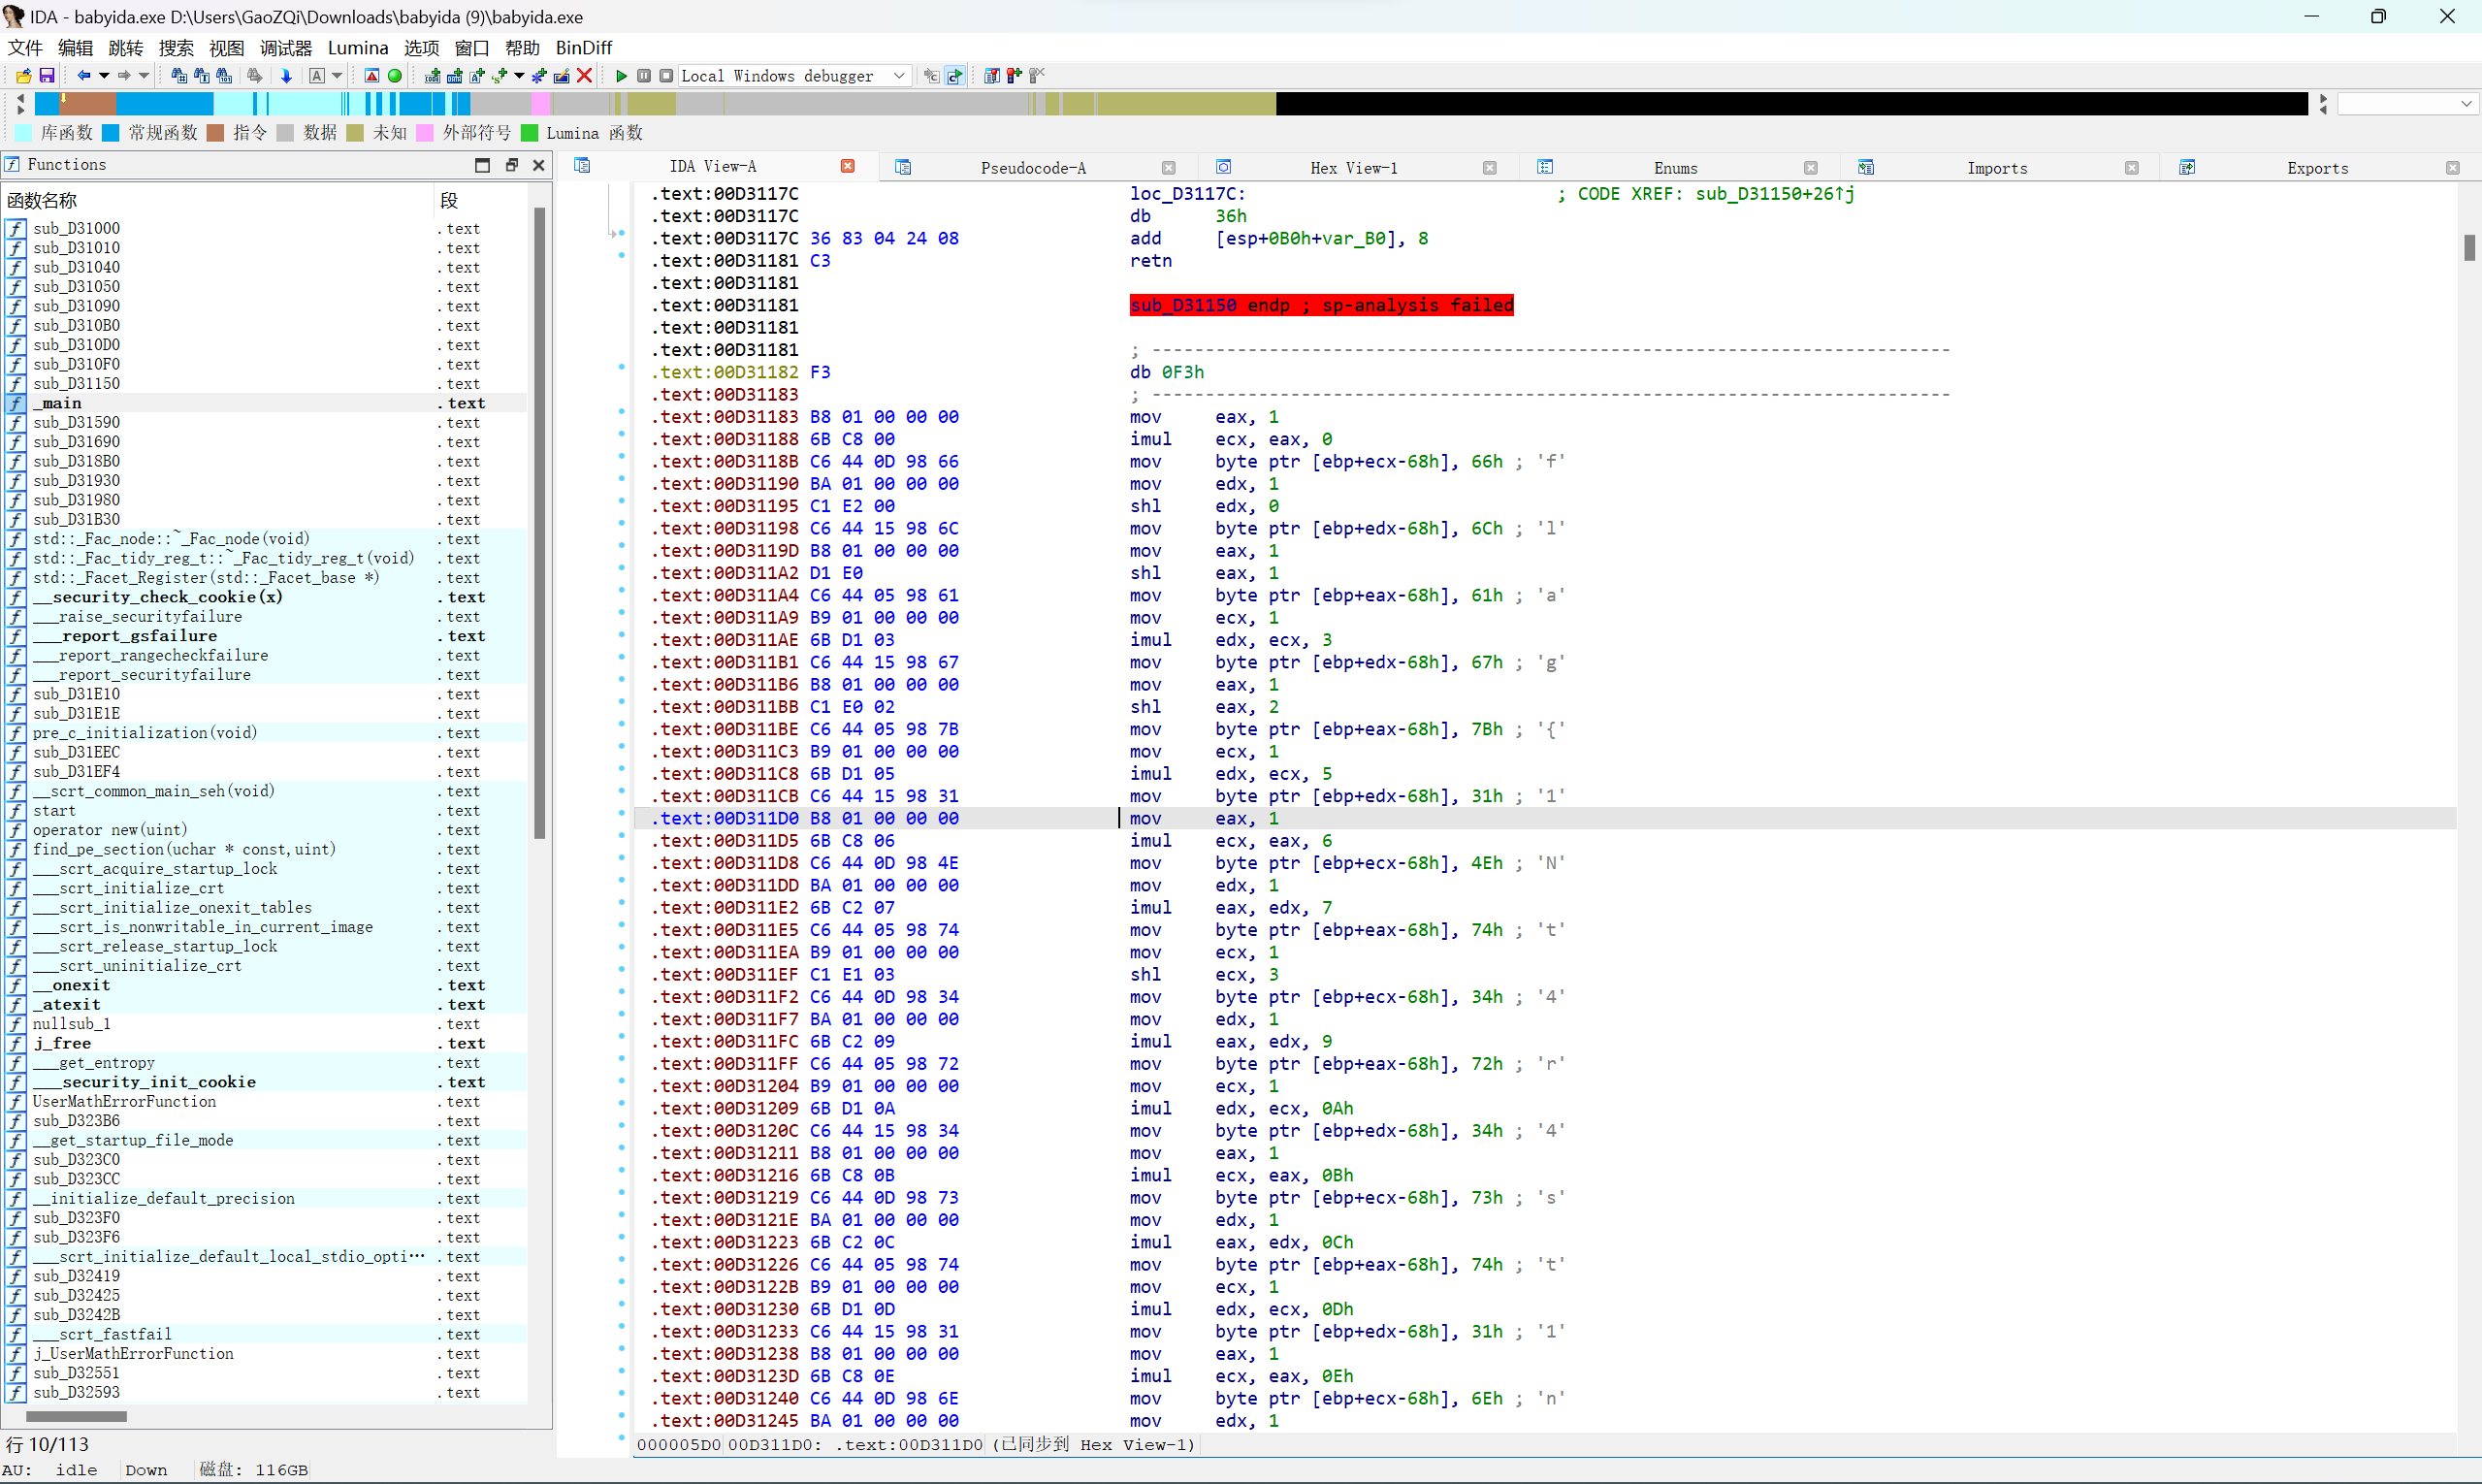 IDA - babyida.exe D:\Users\GaoZQi\Downloads\babyida (9)\babyida.exe
文件 编辑 跳转 搜索 视图 调试器 Lumina 选项 窗口 帮助 BinDiff
Local Windows debugger
库函数 常规函数 指令 数据 未知 外部符号 Lumina 函数
Functions
函数名称 段
sub_D31000 .text
sub_D31010 .text
sub_D31040 .text
sub_D31050 .text
sub_D31090 .text
sub_D310B0 .text
sub_D310D0 .text
sub_D310F0 .text
sub_D31150 .text
_main .text
sub_D31590 .text
sub_D31690 .text
sub_D318B0 .text
sub_D31930 .text
sub_D31980 .text
sub_D31B30 .text
std::_Fac_node::~_Fac_node(void) .text
std::_Fac_tidy_reg_t::~_Fac_tidy_reg_t(void) .text
std::_Facet_Register(std::_Facet_base *) .text
__security_check_cookie(x) .text
___raise_securityfailure .text
___report_gsfailure .text
___report_rangecheckfailure .text
___report_securityfailure .text
sub_D31E10 .text
sub_D31E1E .text
pre_c_initialization(void) .text
sub_D31EEC .text
sub_D31EF4 .text
__scrt_common_main_seh(void) .text
start .text
operator new(uint) .text
find_pe_section(uchar * const,uint) .text
___scrt_acquire_startup_lock .text
___scrt_initialize_crt .text
___scrt_initialize_onexit_tables .text
___scrt_is_nonwritable_in_current_image .text
___scrt_release_startup_lock .text
___scrt_uninitialize_crt .text
__onexit .text
_atexit .text
nullsub_1 .text
j_free .text
___get_entropy .text
___security_init_cookie .text
UserMathErrorFunction .text
sub_D323B6 .text
__get_startup_file_mode .text
sub_D323C0 .text
sub_D323CC .text
__initialize_default_precision .text
sub_D323F0 .text
sub_D323F6 .text
___scrt_initialize_default_local_stdio_opti… .text
sub_D32419 .text
sub_D32425 .text
sub_D3242B .text
___scrt_fastfail .text
j_UserMathErrorFunction .text
sub_D32551 .text
sub_D32593 .text
行 10/113
IDA View-A Pseudocode-A Hex View-1 Enums Imports Exports
.text:00D3117C loc_D3117C: ; CODE XREF: sub_D31150+26↑j
.text:00D3117C db 36h
.text:00D3117C 36 83 04 24 08 add [esp+0B0h+var_B0], 8
.text:00D31181 C3 retn
.text:00D31181
.text:00D31181 sub_D31150 endp ; sp-analysis failed
.text:00D31181
.text:00D31181 ; ---------------------------------------------------------------------------
.text:00D31182 F3 db 0F3h
.text:00D31183 ; ---------------------------------------------------------------------------
.text:00D31183 B8 01 00 00 00 mov eax, 1
.text:00D31188 6B C8 00 imul ecx, eax, 0
.text:00D3118B C6 44 0D 98 66 mov byte ptr [ebp+ecx-68h], 66h ; 'f'
.text:00D31190 BA 01 00 00 00 mov edx, 1
.text:00D31195 C1 E2 00 shl edx, 0
.text:00D31198 C6 44 15 98 6C mov byte ptr [ebp+edx-68h], 6Ch ; 'l'
.text:00D3119D B8 01 00 00 00 mov eax, 1
.text:00D311A2 D1 E0 shl eax, 1
.text:00D311A4 C6 44 05 98 61 mov byte ptr [ebp+eax-68h], 61h ; 'a'
.text:00D311A9 B9 01 00 00 00 mov ecx, 1
.text:00D311AE 6B D1 03 imul edx, ecx, 3
.text:00D311B1 C6 44 15 98 67 mov byte ptr [ebp+edx-68h], 67h ; 'g'
.text:00D311B6 B8 01 00 00 00 mov eax, 1
.text:00D311BB C1 E0 02 shl eax, 2
.text:00D311BE C6 44 05 98 7B mov byte ptr [ebp+eax-68h], 7Bh ; '{'
.text:00D311C3 B9 01 00 00 00 mov ecx, 1
.text:00D311C8 6B D1 05 imul edx, ecx, 5
.text:00D311CB C6 44 15 98 31 mov byte ptr [ebp+edx-68h], 31h ; '1'
.text:00D311D0 B8 01 00 00 00 mov eax, 1
.text:00D311D5 6B C8 06 imul ecx, eax, 6
.text:00D311D8 C6 44 0D 98 4E mov byte ptr [ebp+ecx-68h], 4Eh ; 'N'
.text:00D311DD BA 01 00 00 00 mov edx, 1
.text:00D311E2 6B C2 07 imul eax, edx, 7
.text:00D311E5 C6 44 05 98 74 mov byte ptr [ebp+eax-68h], 74h ; 't'
.text:00D311EA B9 01 00 00 00 mov ecx, 1
.text:00D311EF C1 E1 03 shl ecx, 3
.text:00D311F2 C6 44 0D 98 34 mov byte ptr [ebp+ecx-68h], 34h ; '4'
.text:00D311F7 BA 01 00 00 00 mov edx, 1
.text:00D311FC 6B C2 09 imul eax, edx, 9
.text:00D311FF C6 44 05 98 72 mov byte ptr [ebp+eax-68h], 72h ; 'r'
.text:00D31204 B9 01 00 00 00 mov ecx, 1
.text:00D31209 6B D1 0A imul edx, ecx, 0Ah
.text:00D3120C C6 44 15 98 34 mov byte ptr [ebp+edx-68h], 34h ; '4'
.text:00D31211 B8 01 00 00 00 mov eax, 1
.text:00D31216 6B C8 0B imul ecx, eax, 0Bh
.text:00D31219 C6 44 0D 98 73 mov byte ptr [ebp+ecx-68h], 73h ; 's'
.text:00D3121E BA 01 00 00 00 mov edx, 1
.text:00D31223 6B C2 0C imul eax, edx, 0Ch
.text:00D31226 C6 44 05 98 74 mov byte ptr [ebp+eax-68h], 74h ; 't'
.text:00D3122B B9 01 00 00 00 mov ecx, 1
.text:00D31230 6B D1 0D imul edx, ecx, 0Dh
.text:00D31233 C6 44 15 98 31 mov byte ptr [ebp+edx-68h], 31h ; '1'
.text:00D31238 B8 01 00 00 00 mov eax, 1
.text:00D3123D 6B C8 0E imul ecx, eax, 0Eh
.text:00D31240 C6 44 0D 98 6E mov byte ptr [ebp+ecx-68h], 6Eh ; 'n'
.text:00D31245 BA 01 00 00 00 mov edx, 1
000005D0 00D311D0: .text:00D311D0 (已同步到 Hex View-1)
AU: idle Down 磁盘: 116GB